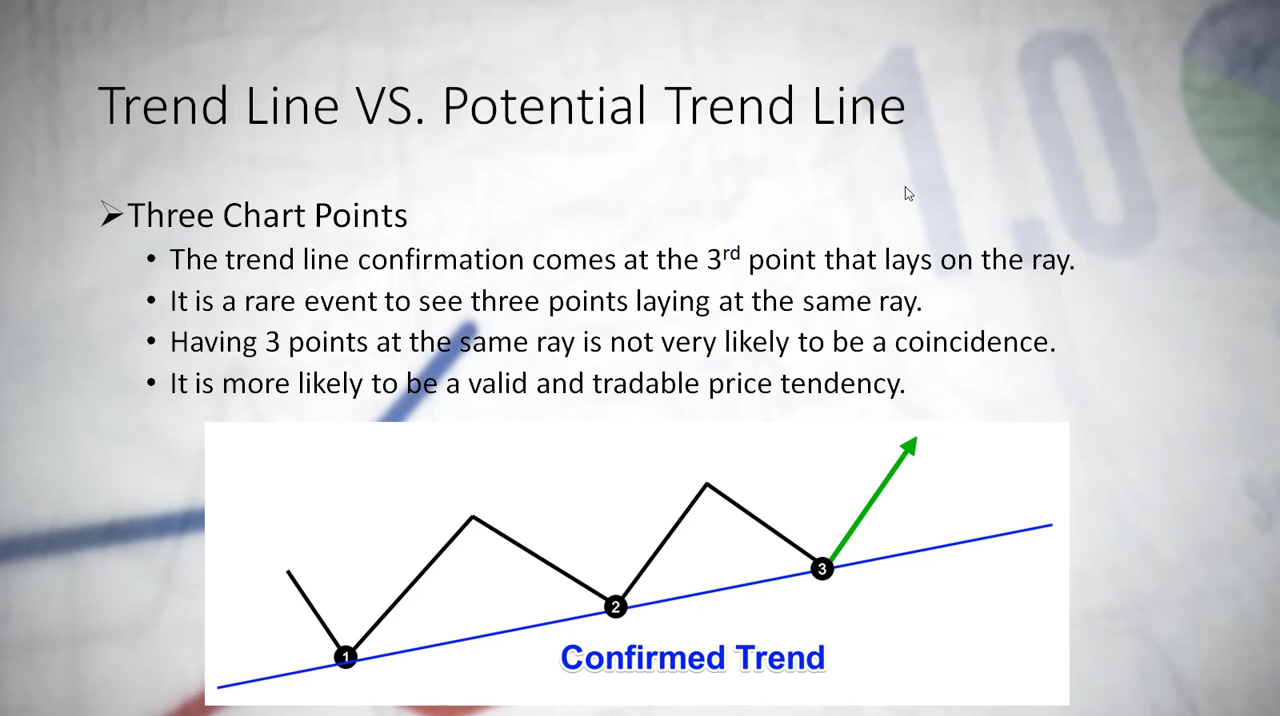 Trend Line VS. Potential Trend Line
➢Three Chart Points
• The trend line confirmation comes at the 3rd point that lays on the ray.
• It is a rare event to see three points laying at the same ray.
• Having 3 points at the same ray is not very likely to be a coincidence.
• It is more likely to be a valid and tradable price tendency.
1
2
3
Confirmed Trend
1.0